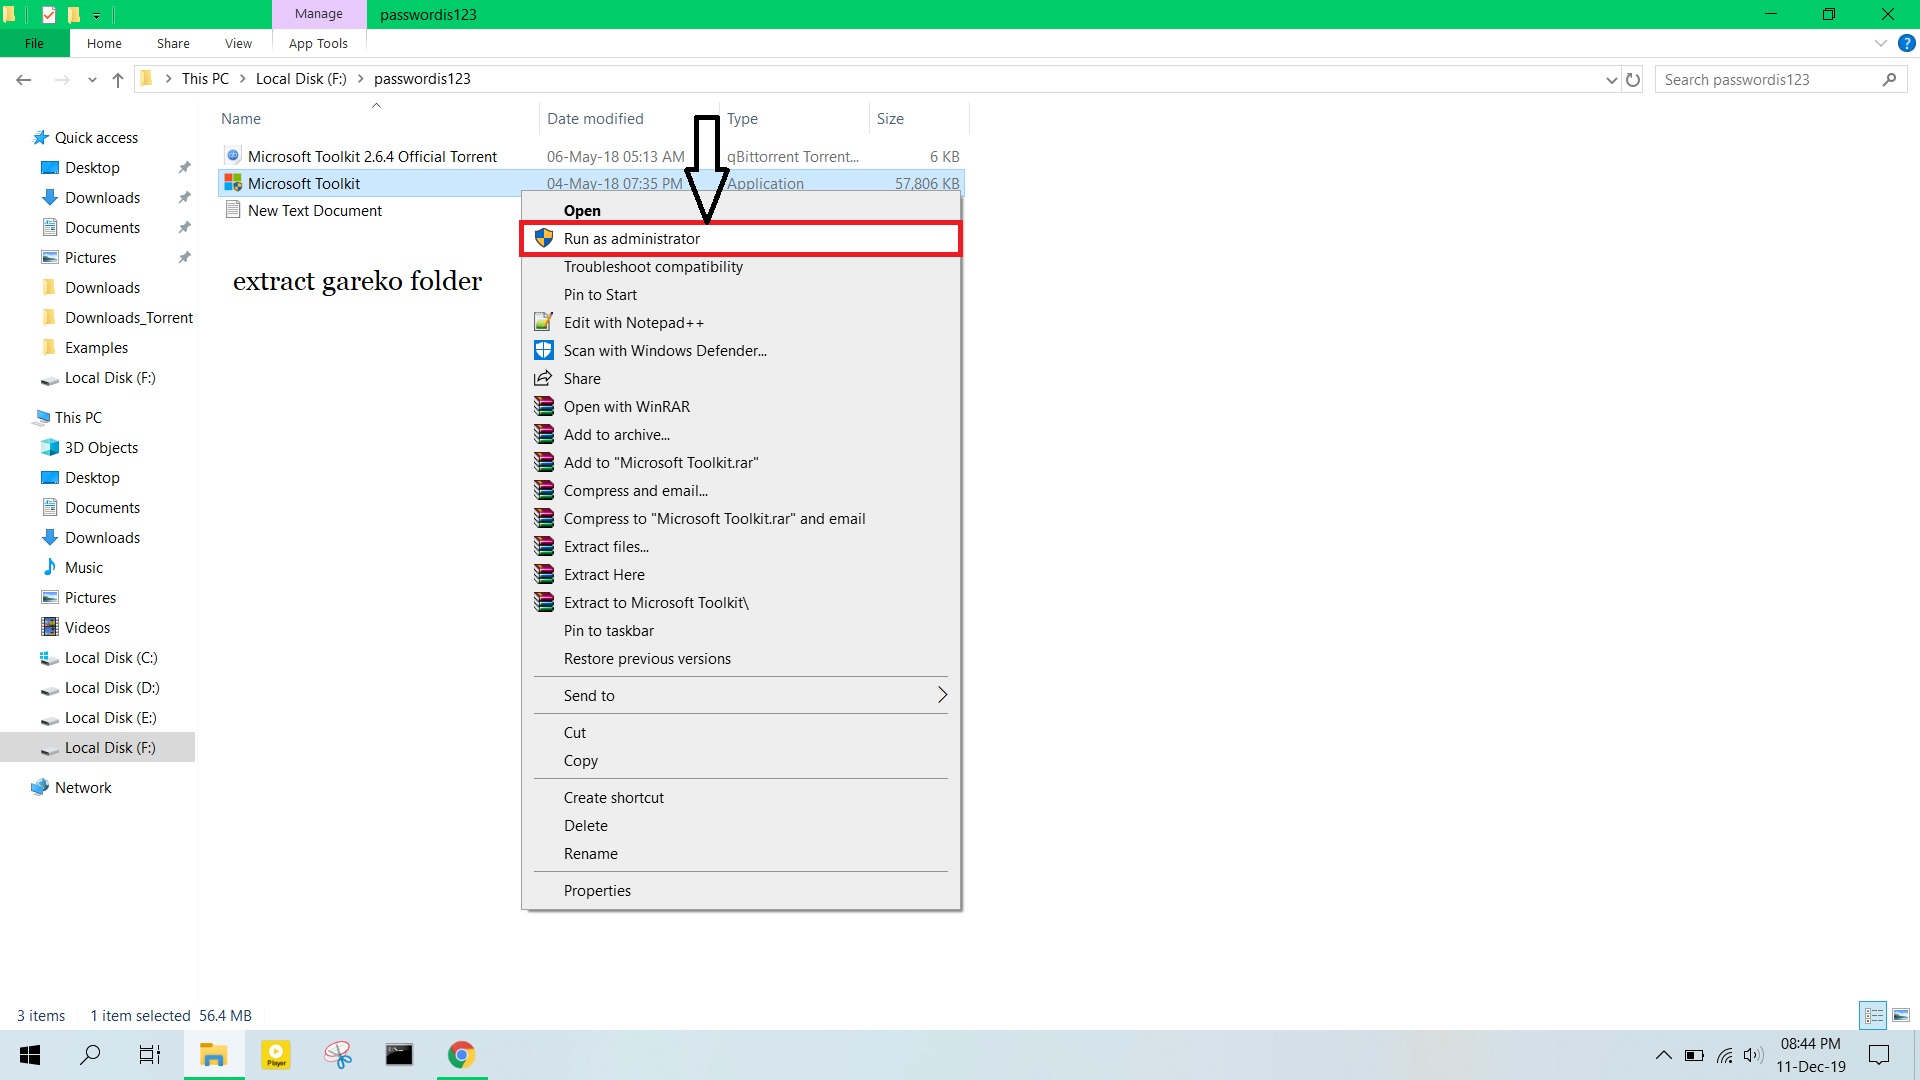 Manage
passwordis123
File
Home
Share
View
App Tools
This PC
Local Disk (F:)
passwordis123
Search passwordis123
Name
Date modified
Type
Size
Microsoft Toolkit 2.6.4 Official Torrent
06-May-18 05:13 AM
qBittorrent Torrent...
6 KB
Microsoft Toolkit
04-May-18 07:35 PM
Application
57,806 KB
New Text Document
extract gareko folder
Quick access
Desktop
Downloads
Documents
Pictures
Downloads
Downloads_Torrent
Examples
Local Disk (F:)
This PC
3D Objects
Desktop
Documents
Downloads
Music
Pictures
Videos
Local Disk (C:)
Local Disk (D:)
Local Disk (E:)
Local Disk (F:)
Network
Open
Run as administrator
Troubleshoot compatibility
Pin to Start
Edit with Notepad++
Scan with Windows Defender...
Share
Open with WinRAR
Add to archive...
Add to "Microsoft Toolkit.rar"
Compress and email...
Compress to "Microsoft Toolkit.rar" and email
Extract files...
Extract Here
Extract to Microsoft Toolkit\
Pin to taskbar
Restore previous versions
Send to
Cut
Copy
Create shortcut
Delete
Rename
Properties
3 items
1 item selected 56.4 MB
Player
08:44 PM
11-Dec-19